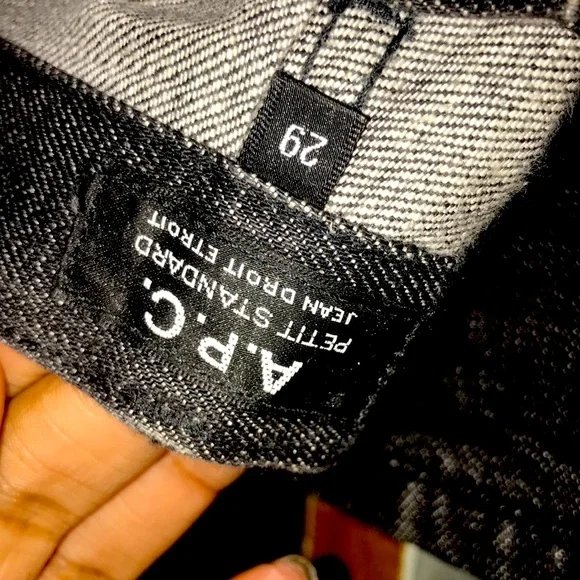 A.P.C.
PETIT STANDARD
JEAN DROIT ETROIT
29